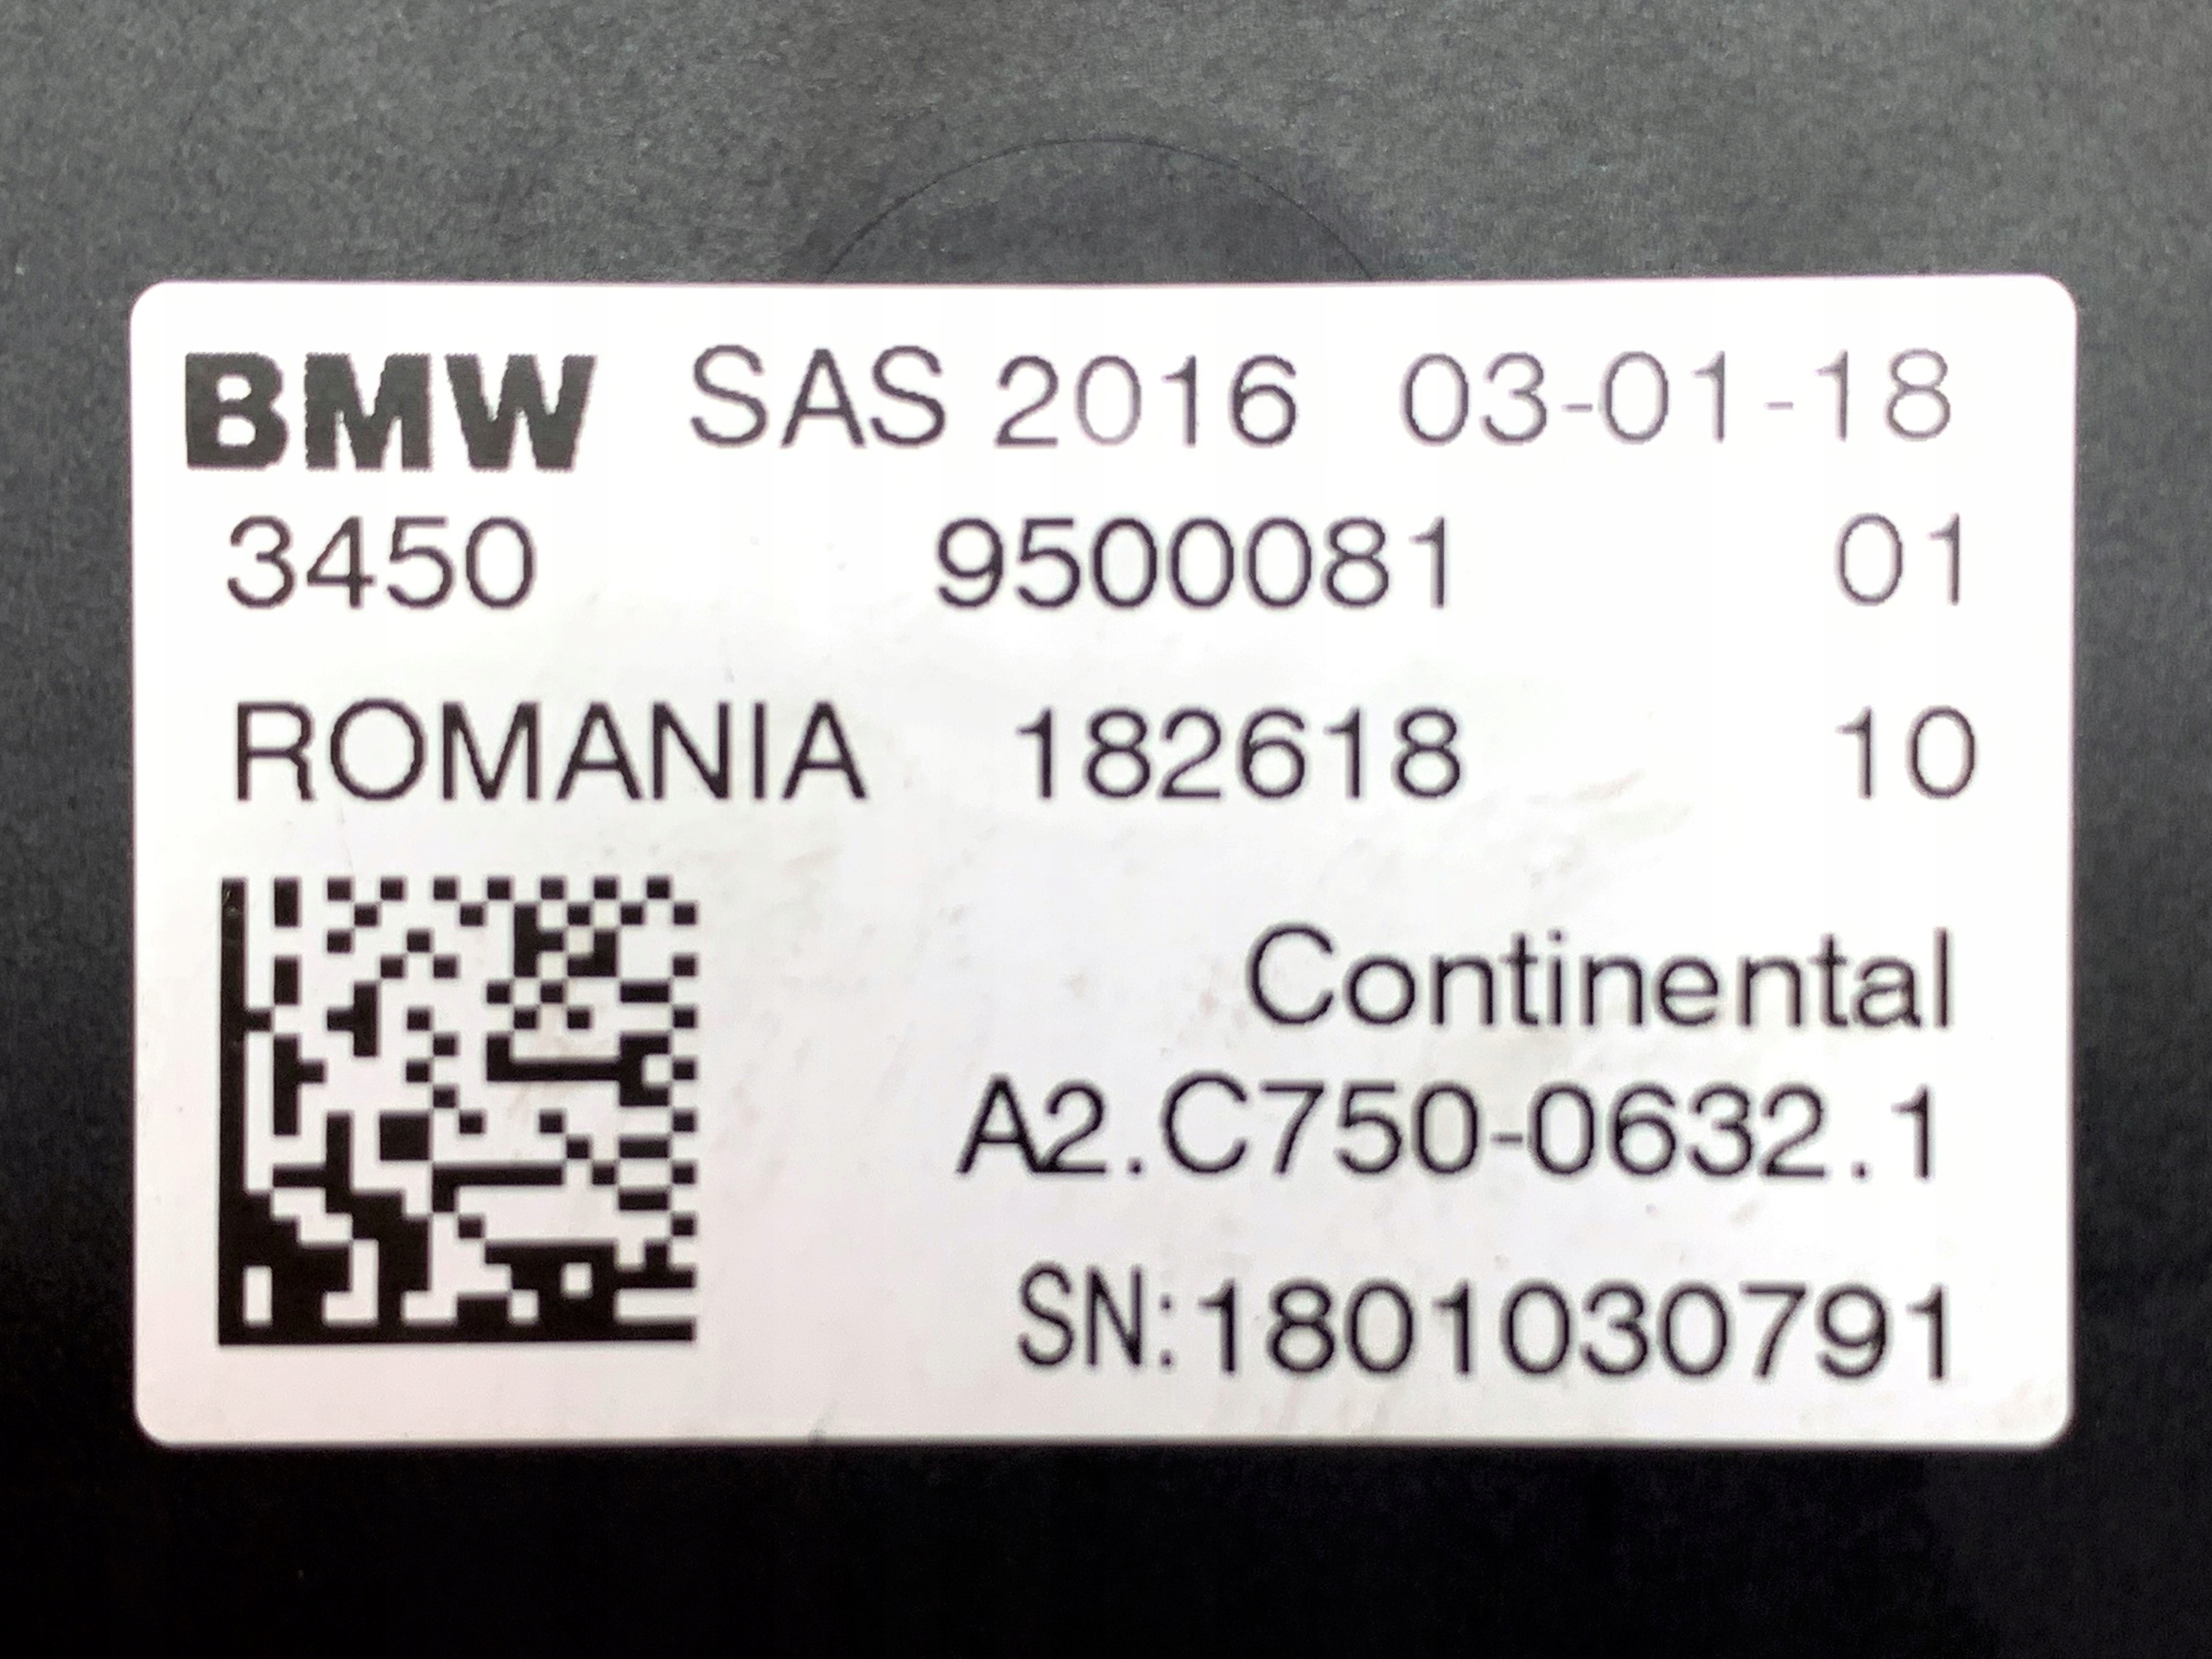 BMW SAS 2016 03-01-18
3450 9500081 01
ROMANIA 182618 10
Continental
A2.C750-0632.1
SN:1801030791